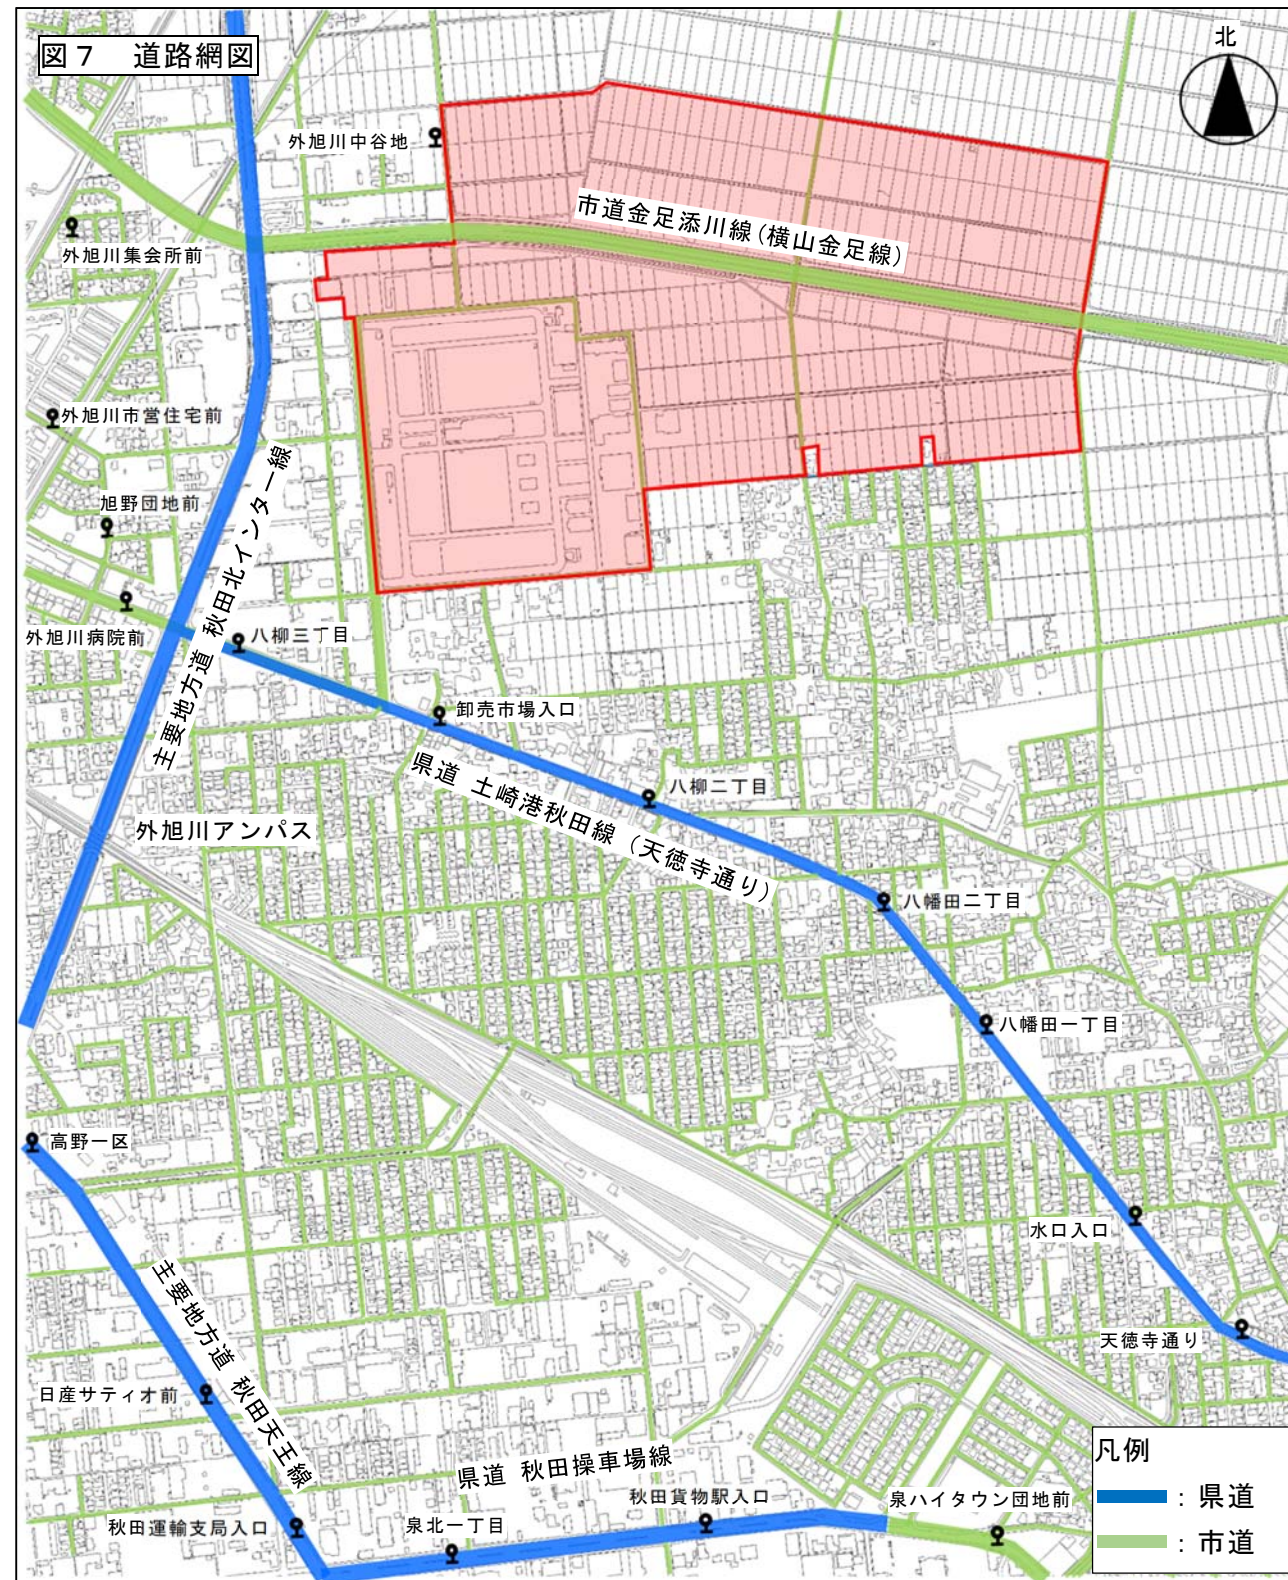 図７　道路網図
北
外旭川中谷地
市道金足添川線(横山金足線)
外旭川集会所前
外旭川市営住宅前
主要地方道 秋田北インター線
旭野団地前
外旭川病院前
八柳三丁目
卸売市場入口
県道 土崎港秋田線（天徳寺通り）
八柳二丁目
外旭川アンパス
八幡田二丁目
八幡田一丁目
高野一区
水口入口
主要地方道 秋田天王線
天徳寺通り
日産サティオ前
県道 秋田操車場線
秋田貨物駅入口
泉ハイタウン団地前
秋田運輸支局入口
泉北一丁目
凡例
：県道
：市道